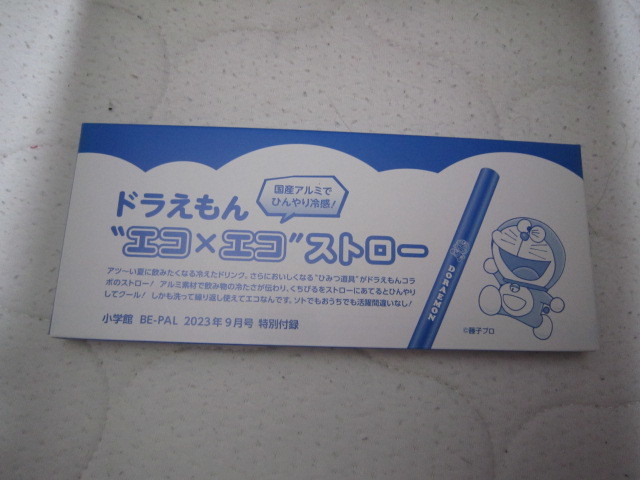 国産アルミで
ひんやり冷感!
ドラえもん
"エコ×エコ"ストロー
アツーい夏に飲みたくなる冷えたドリンク。さらにおいしくなる"ひみつ道具"がドラえもんコラ
ボのストロー! アルミ素材で飲み物の冷たさが伝わり、くちびるをストローにあてるとひんやり
してクール! しかも洗って繰り返し使えてエコなんです。ソトでもおうちでも活躍間違いなし!
小学館 BE-PAL 2023年9月号 特別付録
DORAEMON
©藤子プロ